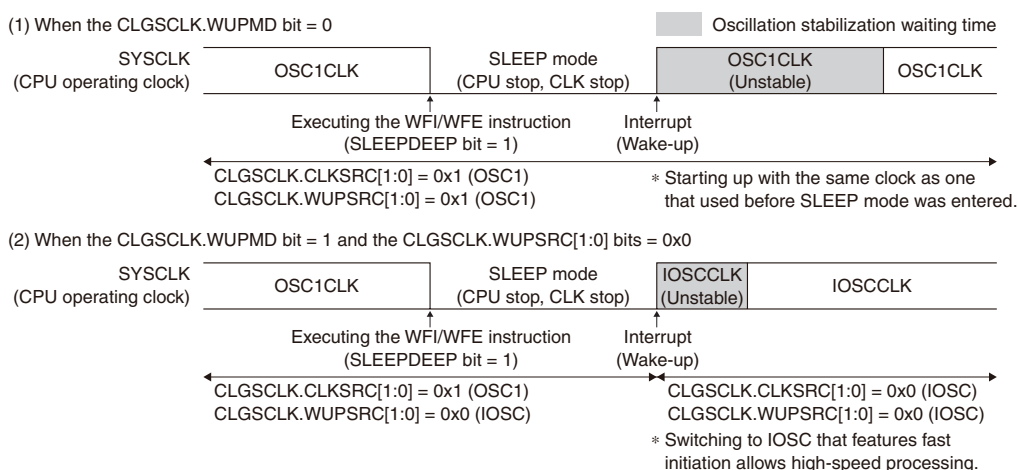 (1) When the CLGSCLK.WUPMD bit = 0
Oscillation stabilization waiting time
SYSCLK
(CPU operating clock)
OSC1CLK
SLEEP mode
(CPU stop, CLK stop)
OSC1CLK
(Unstable)
OSC1CLK
Executing the WFI/WFE instruction
(SLEEPDEEP bit = 1)
Interrupt
(Wake-up)
CLGSCLK.CLKSRC[1:0] = 0x1 (OSC1)
CLGSCLK.WUPSRC[1:0] = 0x1 (OSC1)
* Starting up with the same clock as one
that used before SLEEP mode was entered.
(2) When the CLGSCLK.WUPMD bit = 1 and the CLGSCLK.WUPSRC[1:0] bits = 0x0
SYSCLK
(CPU operating clock)
OSC1CLK
SLEEP mode
(CPU stop, CLK stop)
IOSCCLK
(Unstable)
IOSCCLK
Executing the WFI/WFE instruction
(SLEEPDEEP bit = 1)
Interrupt
(Wake-up)
CLGSCLK.CLKSRC[1:0] = 0x1 (OSC1)
CLGSCLK.WUPSRC[1:0] = 0x0 (IOSC)
CLGSCLK.CLKSRC[1:0] = 0x0 (IOSC)
CLGSCLK.WUPSRC[1:0] = 0x0 (IOSC)
* Switching to IOSC that features fast
initiation allows high-speed processing.